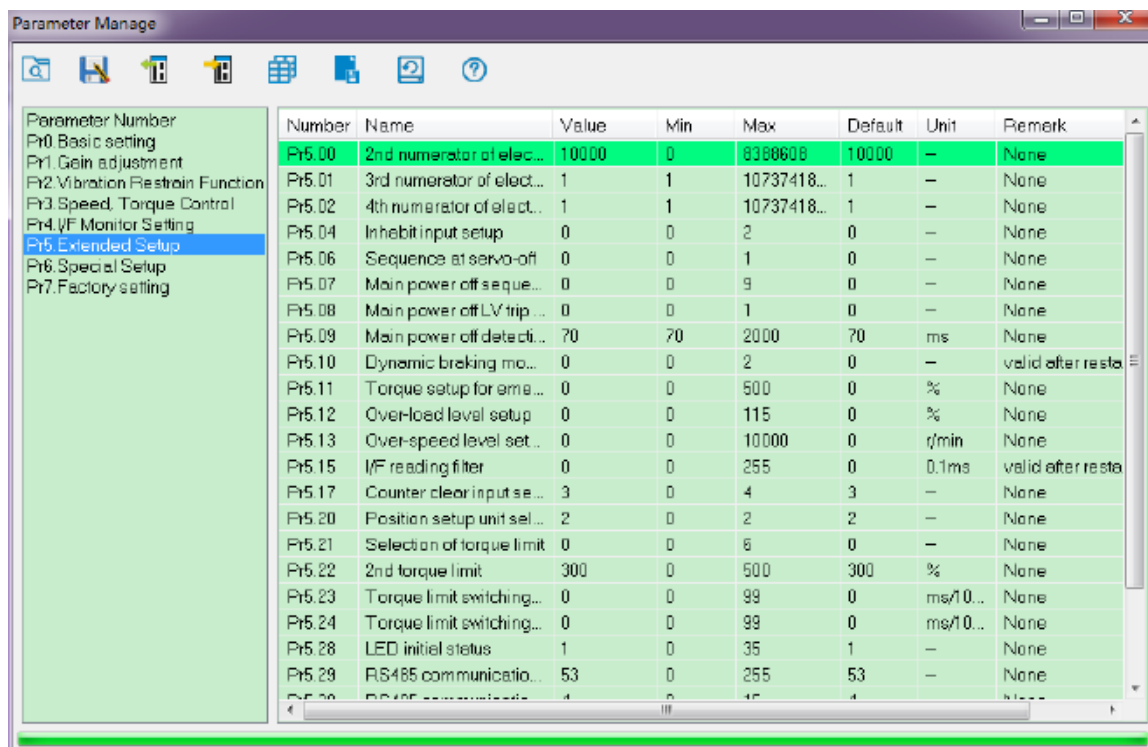 Parameter Manage
Parameter Number
Pr0.Basic setting
Pr1.Gain adjustment
Pr2.Vibration Restrain Function
Pr3.Speed, Torque Control
Pr4.I/F Monitor Setting
Pr5.Extended Setup
Pr6.Special Setup
Pr7.Factory setting
Number Name Value Min Max Default Unit Remark
Pr5.00 2nd numerator of elec... 10000 0 8388608 10000 – None
Pr5.01 3rd numerator of elect... 1 1 10737418... 1 – None
Pr5.02 4th numerator of elect... 1 1 10737418... 1 – None
Pr5.04 Inhebit input setup 0 0 2 0 – None
Pr5.06 Sequence at servo-off 0 0 1 0 – None
Pr5.07 Main power off seque... 0 0 9 0 – None
Pr5.08 Main power off LV trip ... 0 0 1 0 – None
Pr5.09 Main power off detecti... 70 70 2000 70 ms None
Pr5.10 Dynamic braking mo... 0 0 2 0 – valid after resta
Pr5.11 Torque setup for eme... 0 0 500 0 % None
Pr5.12 Over-load level setup 0 0 115 0 % None
Pr5.13 Over-speed level set... 0 0 10000 0 r/min None
Pr5.15 I/F reading filter 0 0 255 0 0.1ms valid after resta
Pr5.17 Counter clear input se... 3 0 4 3 – None
Pr5.20 Position setup unit sel... 2 0 2 2 – None
Pr5.21 Selection of torque limit 0 0 6 0 – None
Pr5.22 2nd torque limit 300 0 500 300 % None
Pr5.23 Torque limit switching... 0 0 99 0 ms/10... None
Pr5.24 Torque limit switching... 0 0 99 0 ms/10... None
Pr5.28 LED initial status 1 0 35 1 – None
Pr5.29 RS485 communicatio... 53 0 255 53 – None